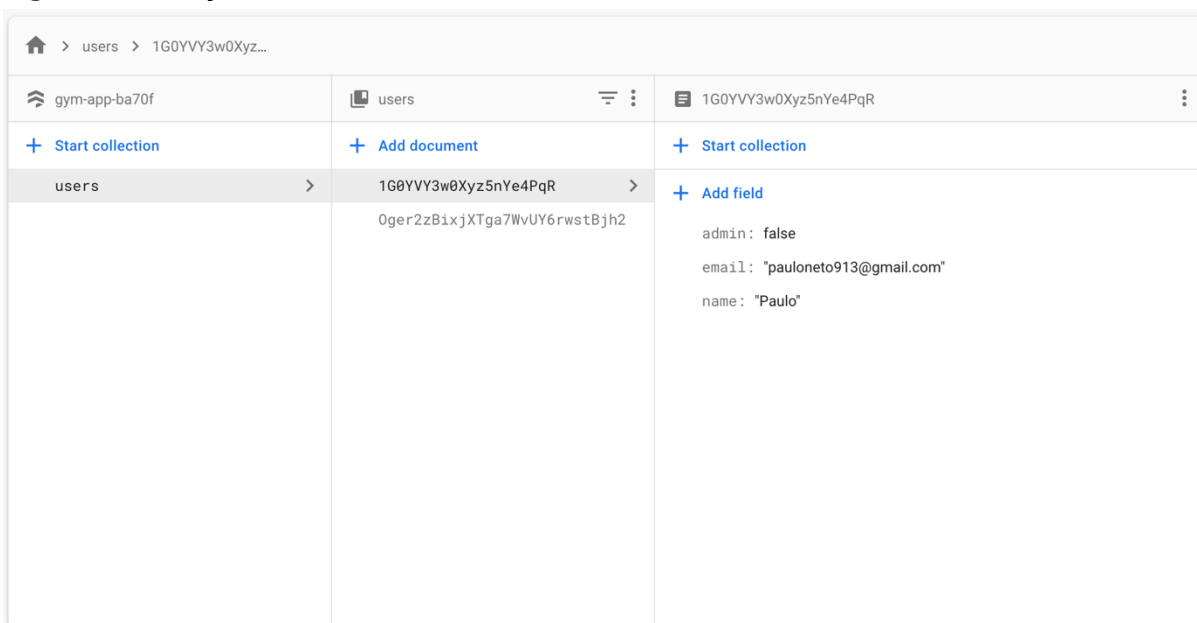 users > 1G0YVY3w0Xyz…
gym-app-ba70f
Start collection
users
users
Add document
1G0YVY3w0Xyz5nYe4PqR
Oger2zBixjXTga7WvUY6rwstBjh2
1G0YVY3w0Xyz5nYe4PqR
Start collection
Add field
admin: false
email: "pauloneto913@gmail.com"
name: "Paulo"